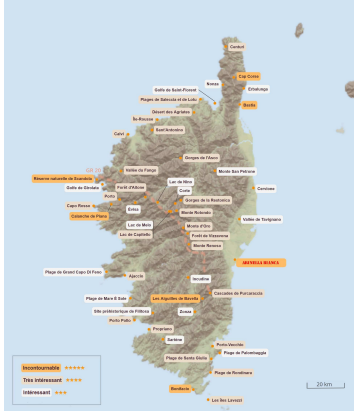 Centuri
Cap Corse
Nonza
Erbalunga
Golfe de Saint-Florent
Plages de Saleccia et de Lotu
Bastia
Désert des Agriates
Île-Rousse
Sant'Antonino
Calvi
Gorges de l'Asco
GR 20
Vallée du Fango
Monte San Petrone
Réserve naturelle de Scandola
Lac de Nino
Golfe de Girolata
Forêt d'Aïtone
Corte
Cervione
Porto
Gorges de la Restonica
Capo Rosso
Evisa
Monte Rotondo
Calanche de Piana
Vallée de Tavignano
Lac de Melo
Monte d'Oro
Lac de Capitello
Forêt de Vizzavona
Monte Renoso
ARINELLA BIANCA
Plage de Grand Capo Di Feno
Ajaccio
Incudine
Cascades de Purcaraccia
Plage de Mare E Sole
Les Aiguilles de Bavella
Site préhistorique de Filitosa
Zonza
Porto Pollo
Propriano
Sartène
Porto-Vecchio
Plage de Palombaggia
Plage de Santa Giulia
Plage de Rondinara
Bonifacio
Les îles Lavezzi
Incontournable ★★★★★
Très intéressant ★★★★
Intéressant ★★★
20 km